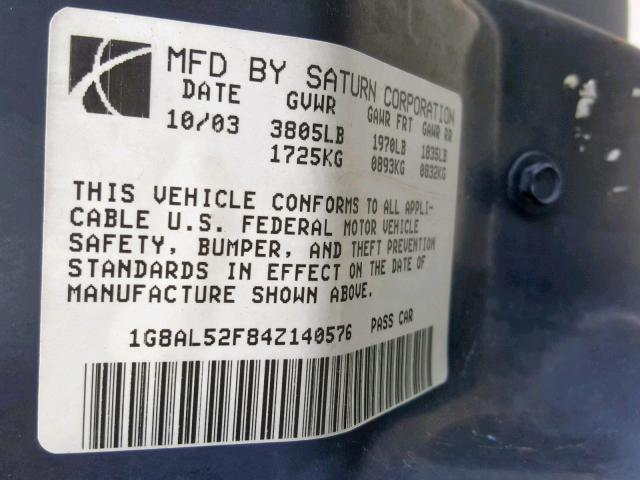 MFD BY SATURN CORPORATION
DATE GVWR GAWR FRT GAWR RR
10/03 3805LB 1970LB 1835LB
1725KG 0893KG 0832KG
THIS VEHICLE CONFORMS TO ALL APPLI-
CABLE U.S. FEDERAL MOTOR VEHICLE
SAFETY, BUMPER, AND THEFT PREVENTION
STANDARDS IN EFFECT ON THE DATE OF
MANUFACTURE SHOWN ABOVE.
1G8AL52F84Z140576 PASS CAR